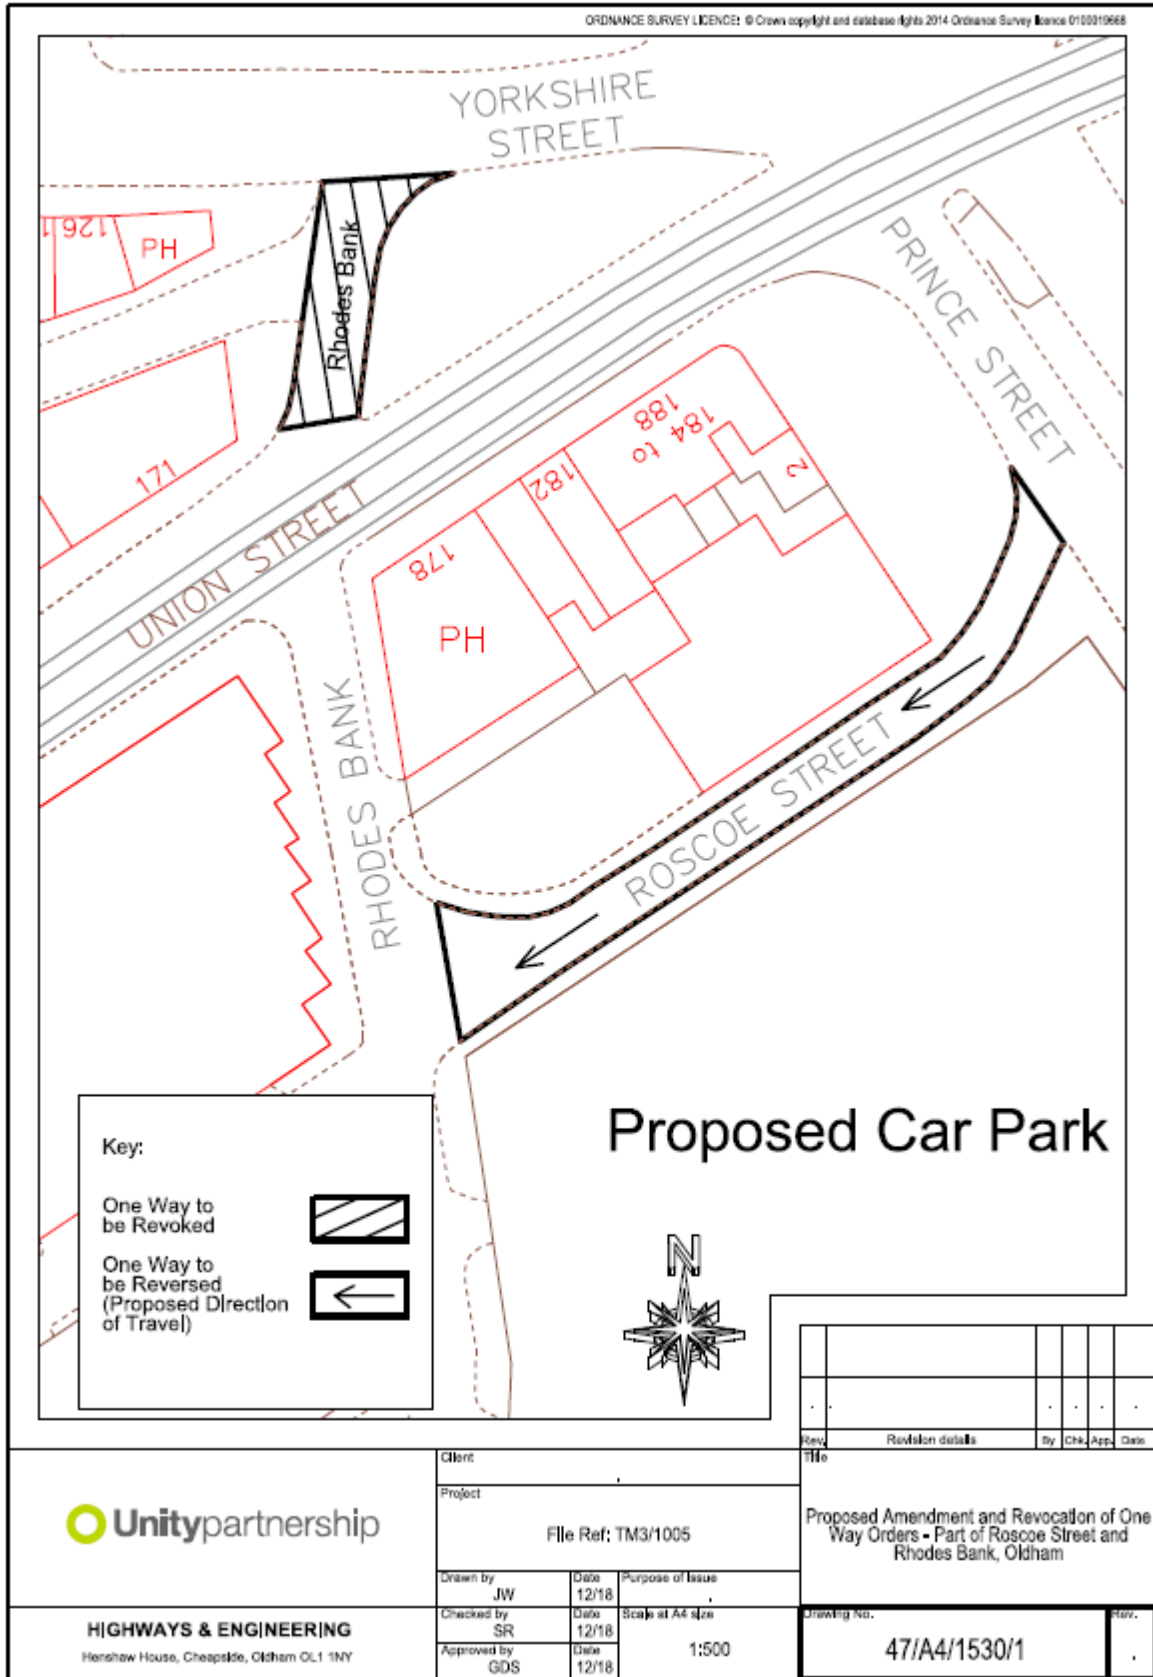 ORDNANCE SURVEY LICENCE: © Crown copyright and database rights 2014 Ordnance Survey licence 0100019668
YORKSHIRE
STREET
126
PH
Rhodes Bank
PRINCE STREET
171
UNION STREET
184 to
188
182
2
178
PH
RHODES BANK
ROSCOE STREET
Proposed Car Park
Key:
One Way to
be Revoked
One Way to
be Reversed
(Proposed Direction
of Travel)
N
Rev.
Revision details
By
Chk.
App.
Date
Unitypartnership
Client
Project
File Ref: TM3/1005
Title
Proposed Amendment and Revocation of One
Way Orders - Part of Roscoe Street and
Rhodes Bank, Oldham
Drawn by
JW
Date
12/18
Purpose of Issue
HIGHWAYS & ENGINEERING
Henshaw House, Cheapside, Oldham OL1 1NY
Checked by
SR
Date
12/18
Scale at A4 size
1:500
Approved by
GDS
Date
12/18
Drawing No.
47/A4/1530/1
Rev.